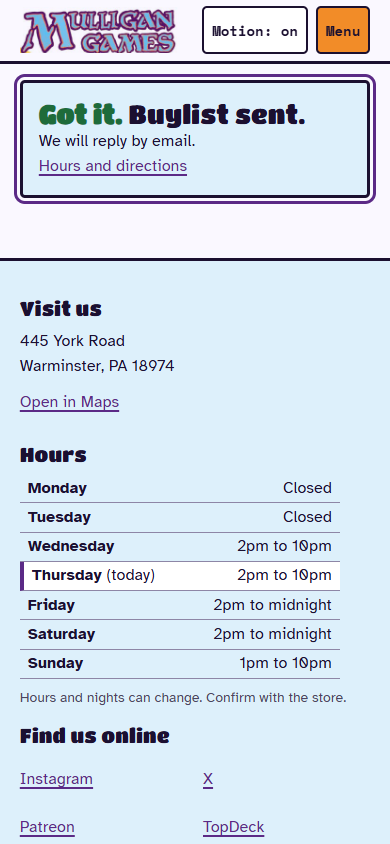 MULLIGAN
GAMES
Motion: on
Menu
Got it. Buylist sent.
We will reply by email.
Hours and directions
Visit us
445 York Road
Warminster, PA 18974
Open in Maps
Hours
Monday Closed
Tuesday Closed
Wednesday 2pm to 10pm
Thursday (today) 2pm to 10pm
Friday 2pm to midnight
Saturday 2pm to midnight
Sunday 1pm to 10pm
Hours and nights can change. Confirm with the store.
Find us online
Instagram X
Patreon TopDeck